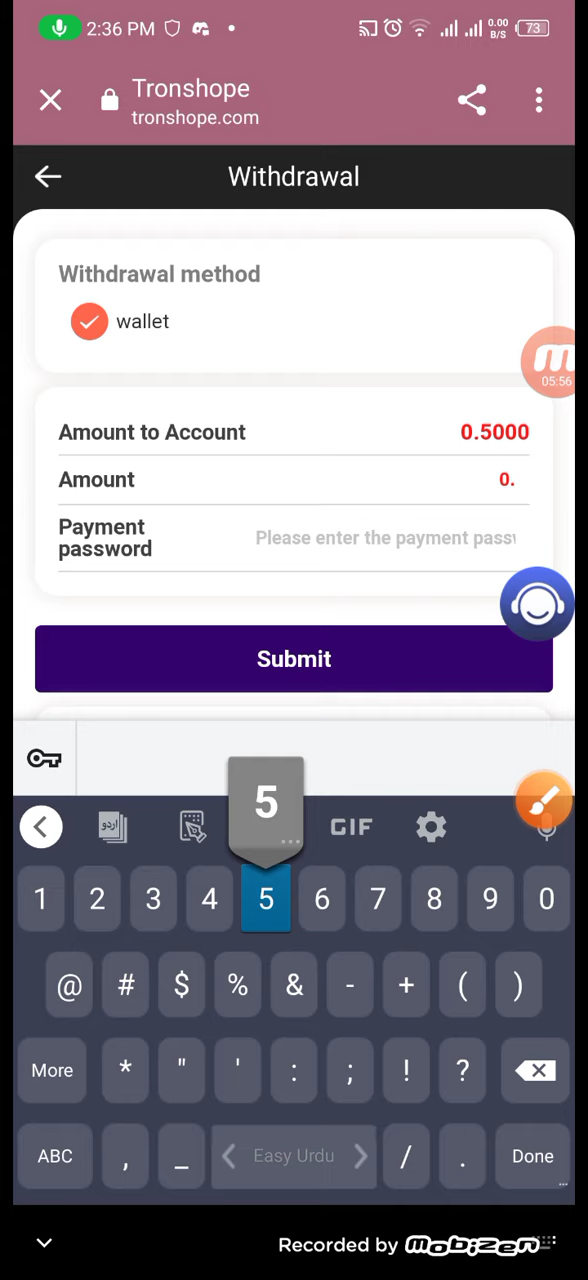 2:36 PM
0.00
B/S
73
Tronshope
tronshope.com
Withdrawal
Withdrawal method
wallet
05:56
Amount to Account 0.5000
Amount 0.
Payment
password
Please enter the payment passw
Submit
5
اردو
GIF
1 2 3 4 5 6 7 8 9 0
@ # $ % & - + ( )
More * " ' : ; ! ?
ABC , _ Easy Urdu / . Done
Recorded by mobizen